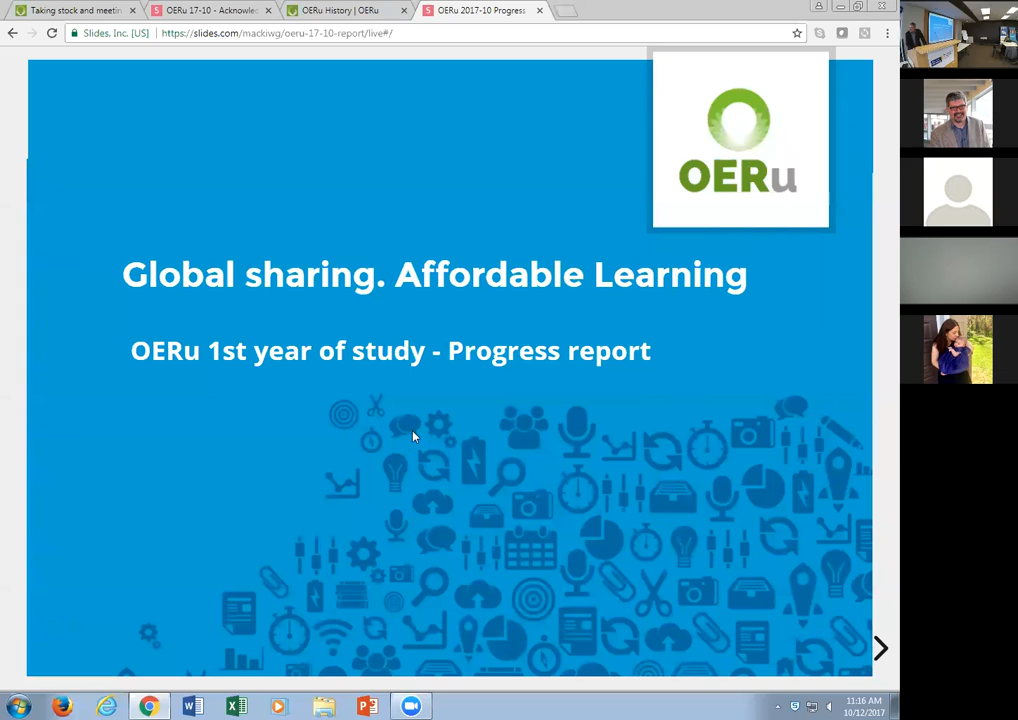 Taking stock and meetin
OERu 17-10 - Acknowle
OERu History | OERu
OERu 2017-10 Progress
Slides, Inc. [US]
https://slides.com/mackiwg/oeru-17-10-report/live#/
OERu
Global sharing. Affordable Learning
OERu 1st year of study - Progress report
11:16 AM
10/12/2017